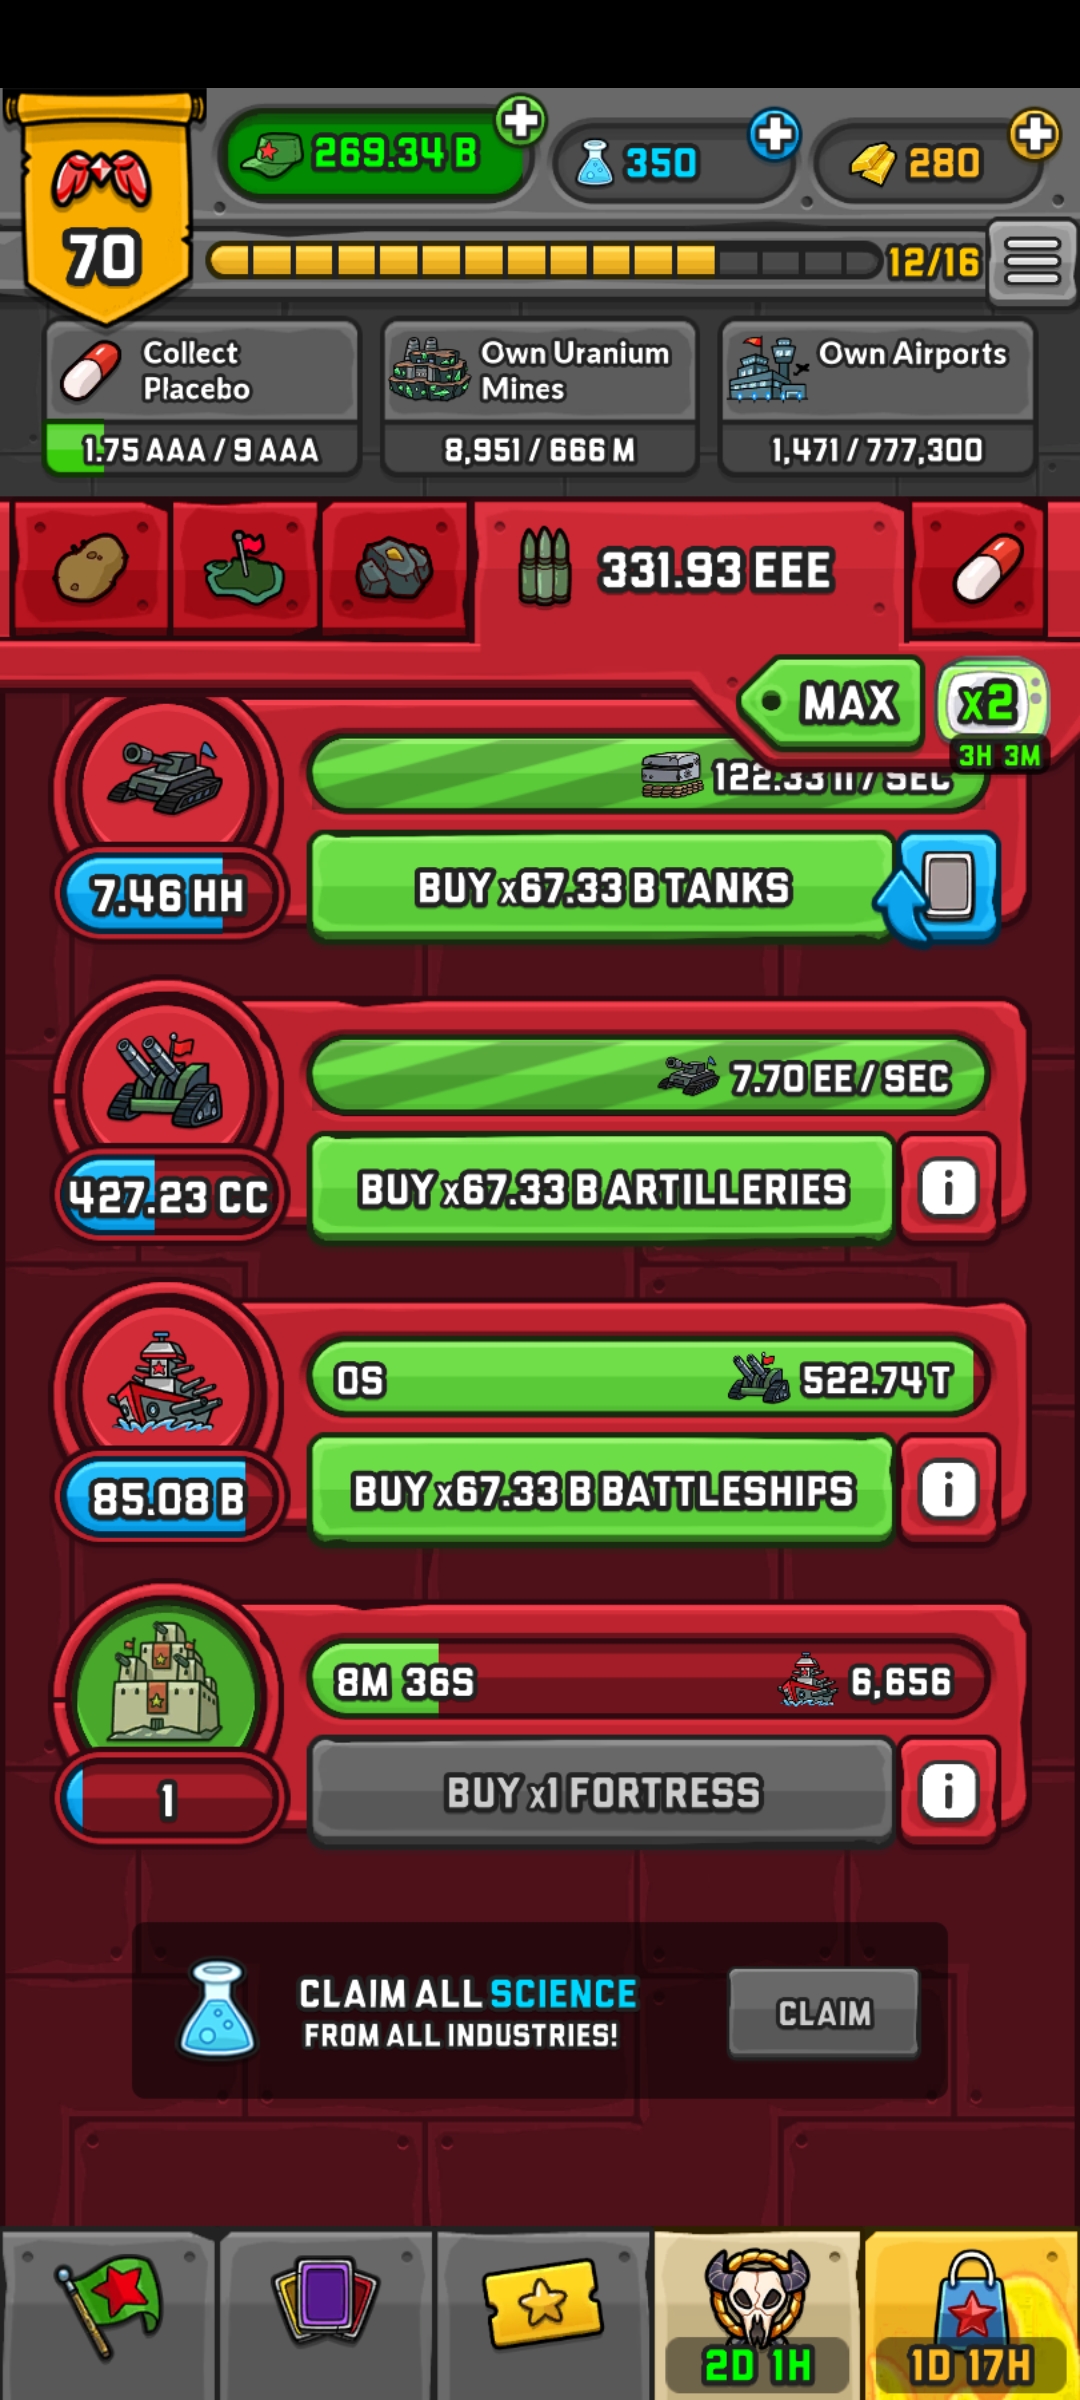 269.34 B
350
280
70
12/16
Collect
Placebo
1.75 AAA / 9 AAA
Own Uranium
Mines
8,951 / 666 M
Own Airports
1,471 / 777,300
331.93 EEE
MAX
x2
3H 3M
/ SEC
7.46 HH
BUY x67.33 B TANKS
7.70 EE / SEC
427.23 CC
BUY x67.33 B ARTILLERIES
i
0S
522.74 T
85.08 B
BUY x67.33 B BATTLESHIPS
i
8M 36S
6,656
1
BUY x1 FORTRESS
i
CLAIM ALL SCIENCE
FROM ALL INDUSTRIES!
CLAIM
2D 1H
1D 17H